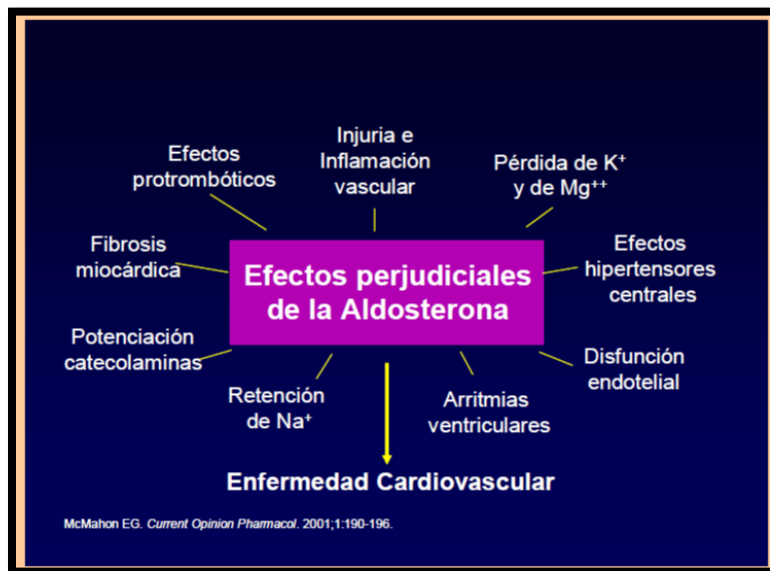 Injuria e
Inflamación
vascular
Efectos
protrombóticos
Pérdida de K⁺
y de Mg⁺⁺
Fibrosis
miocárdica
Efectos perjudiciales
de la Aldosterona
Efectos
hipertensores
centrales
Potenciación
catecolaminas
Disfunción
endotelial
Retención
de Na⁺
Arritmias
ventriculares
Enfermedad Cardiovascular
McMahon EG. Current Opinion Pharmacol. 2001;1:190-196.